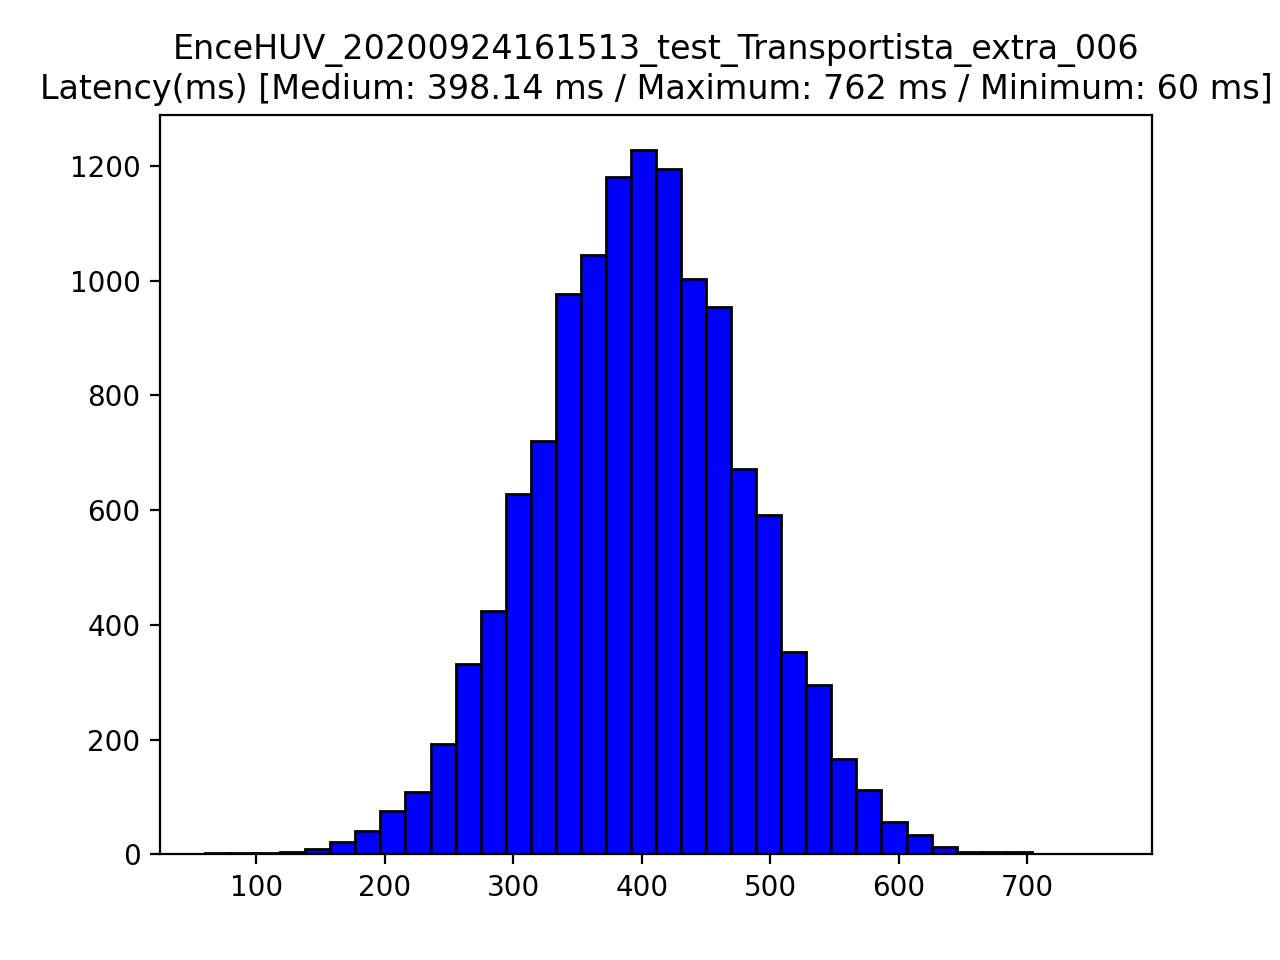 EnceHUV_20200924161513_test_Transportista_extra_006
Latency(ms) [Medium: 398.14 ms / Maximum: 762 ms / Minimum: 60 ms]
1200
1000
800
600
400
200
0
100 200 300 400 500 600 700